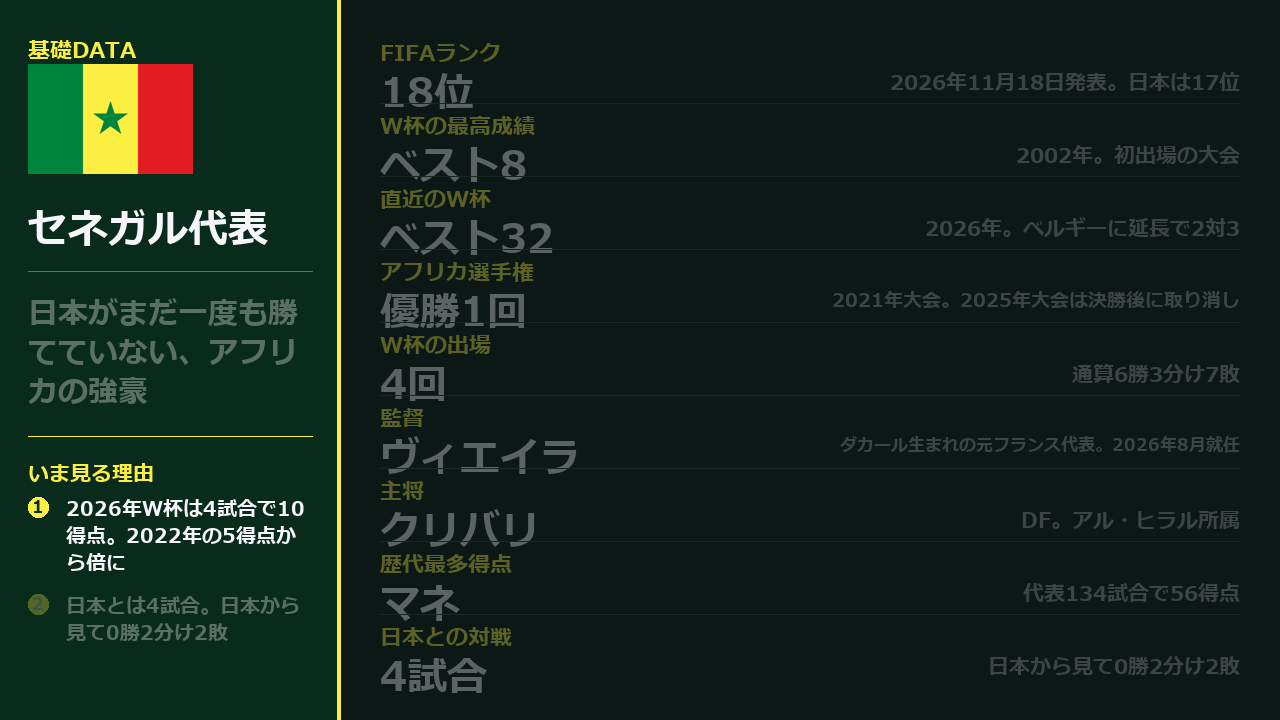 基礎DATA
セネガル代表
日本がまだ一度も勝
てていない、アフリ
カの強豪
いま見る理由
1 2026年W杯は4試合で10
得点。2022年の5得点か
ら倍に
2 日本とは4試合。日本から
見て0勝2分け2敗
FIFAランク
18位 2026年11月18日発表。日本は17位
W杯の最高成績
ベスト8 2002年。初出場の大会
直近のW杯
ベスト32 2026年。ベルギーに延長で2対3
アフリカ選手権
優勝1回 2021年大会。2025年大会は決勝後に取り消し
W杯の出場
4回 通算6勝3分け7敗
監督
ヴィエイラ ダカール生まれの元フランス代表。2026年8月就任
主将
クリバリ DF。アル・ヒラル所属
歴代最多得点
マネ 代表134試合で56得点
日本との対戦
4試合 日本から見て0勝2分け2敗